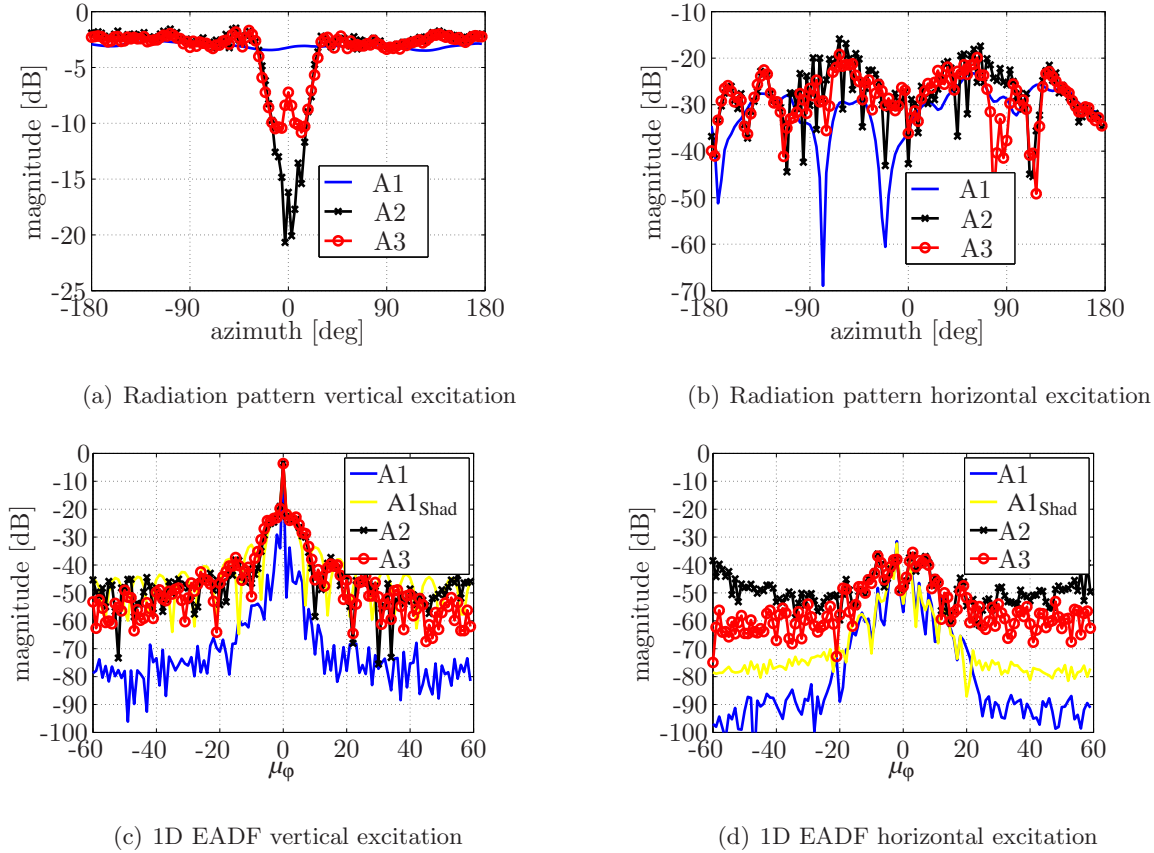 0
-5
-10
-15
-20
-25
-180
-90
0
90
180
magnitude [dB]
azimuth [deg]
A1
A2
A3
(a) Radiation pattern vertical excitation
-10
-20
-30
-40
-50
-60
-70
-180
-90
0
90
180
magnitude [dB]
azimuth [deg]
A1
A2
A3
(b) Radiation pattern horizontal excitation
0
-10
-20
-30
-40
-50
-60
-70
-80
-90
-100
-60
-40
-20
0
20
40
60
magnitude [dB]
μφ
A1
A1Shad
A2
A3
(c) 1D EADF vertical excitation
0
-10
-20
-30
-40
-50
-60
-70
-80
-90
-100
-60
-40
-20
0
20
40
60
magnitude [dB]
μφ
A1
A1Shad
A2
A3
(d) 1D EADF horizontal excitation